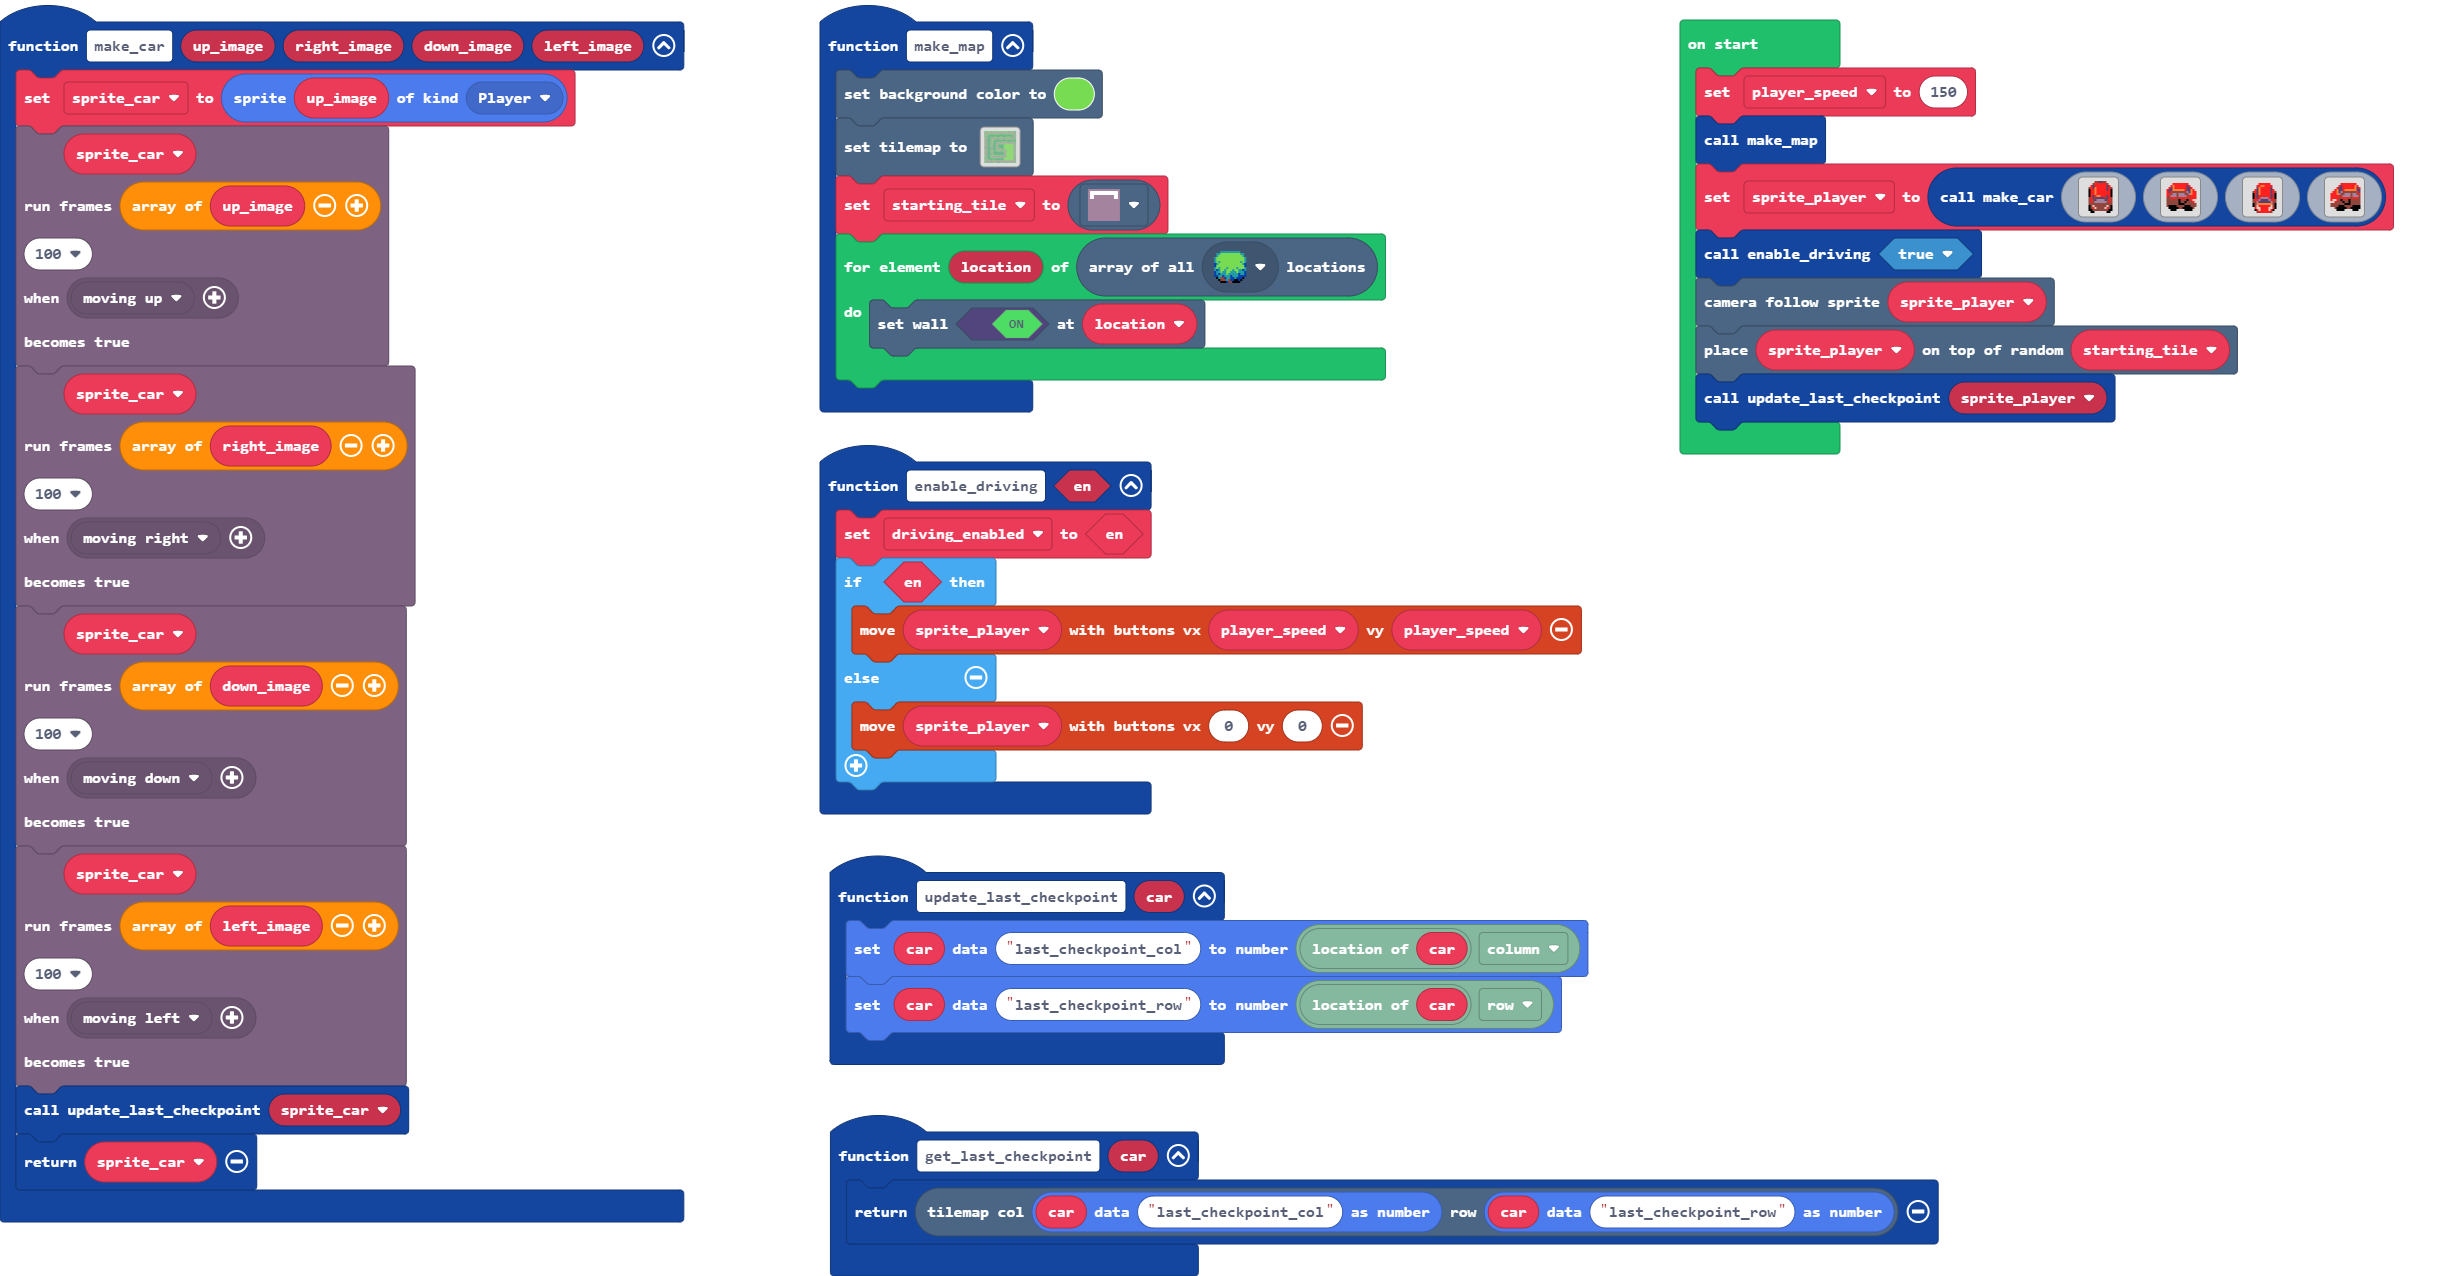 function make_car up_image right_image down_image left_image
set sprite_car to sprite up_image of kind Player
sprite_car
run frames array of up_image
100
when moving up
becomes true
sprite_car
run frames array of right_image
100
when moving right
becomes true
sprite_car
run frames array of down_image
100
when moving down
becomes true
sprite_car
run frames array of left_image
100
when moving left
becomes true
call update_last_checkpoint sprite_car
return sprite_car
function make_map
set background color to
set tilemap to
set starting_tile to
for element location of array of all locations
do
set wall ON at location
function enable_driving en
set driving_enabled to en
if en then
move sprite_player with buttons vx player_speed vy player_speed
else
move sprite_player with buttons vx 0 vy 0
function update_last_checkpoint car
set car data "last_checkpoint_col" to number location of car column
set car data "last_checkpoint_row" to number location of car row
function get_last_checkpoint car
return tilemap col car data "last_checkpoint_col" as number row car data "last_checkpoint_row" as number
on start
set player_speed to 150
call make_map
set sprite_player to call make_car
call enable_driving true
camera follow sprite sprite_player
place sprite_player on top of random starting_tile
call update_last_checkpoint sprite_player